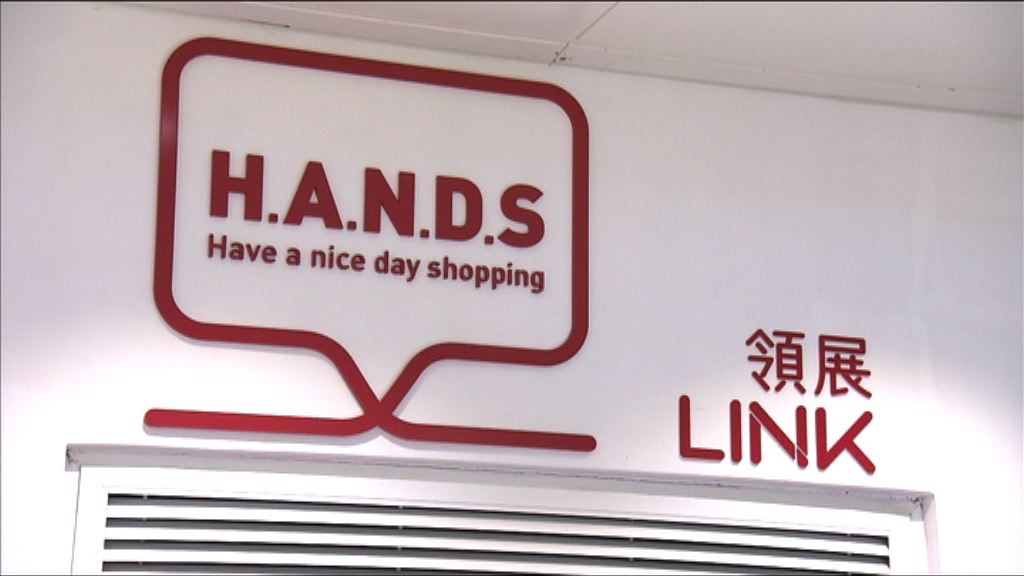 H.A.N.D.S
Have a nice day shopping
領展
LINK